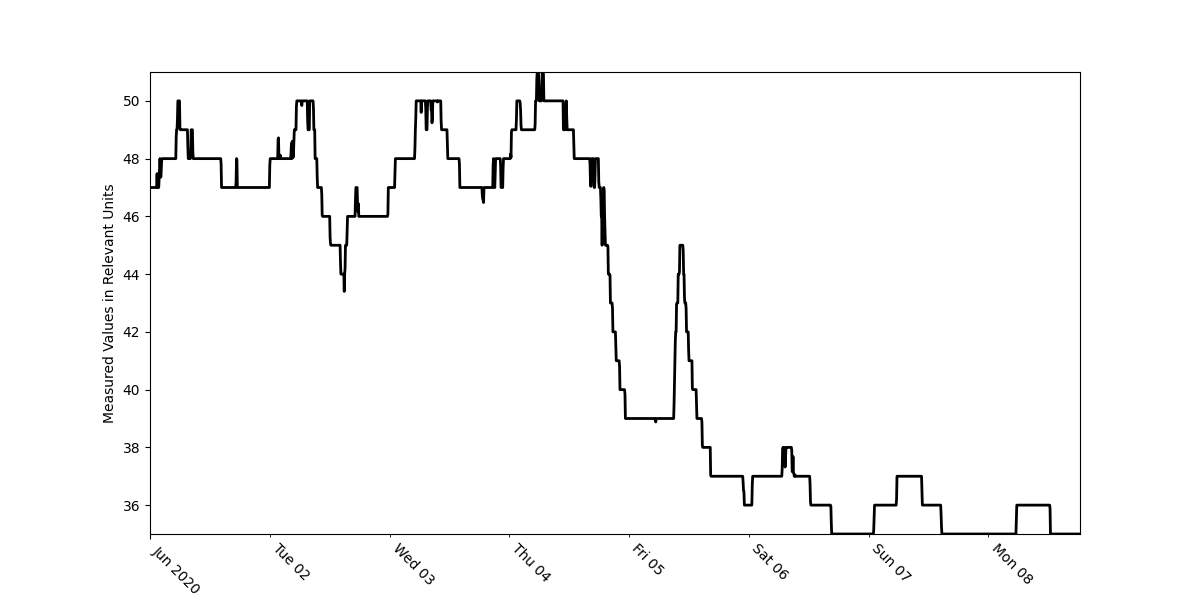 50
48
46
44
42
40
38
36
Measured Values in Relevant Units
Jun 2020
Tue 02
Wed 03
Thu 04
Fri 05
Sat 06
Sun 07
Mon 08